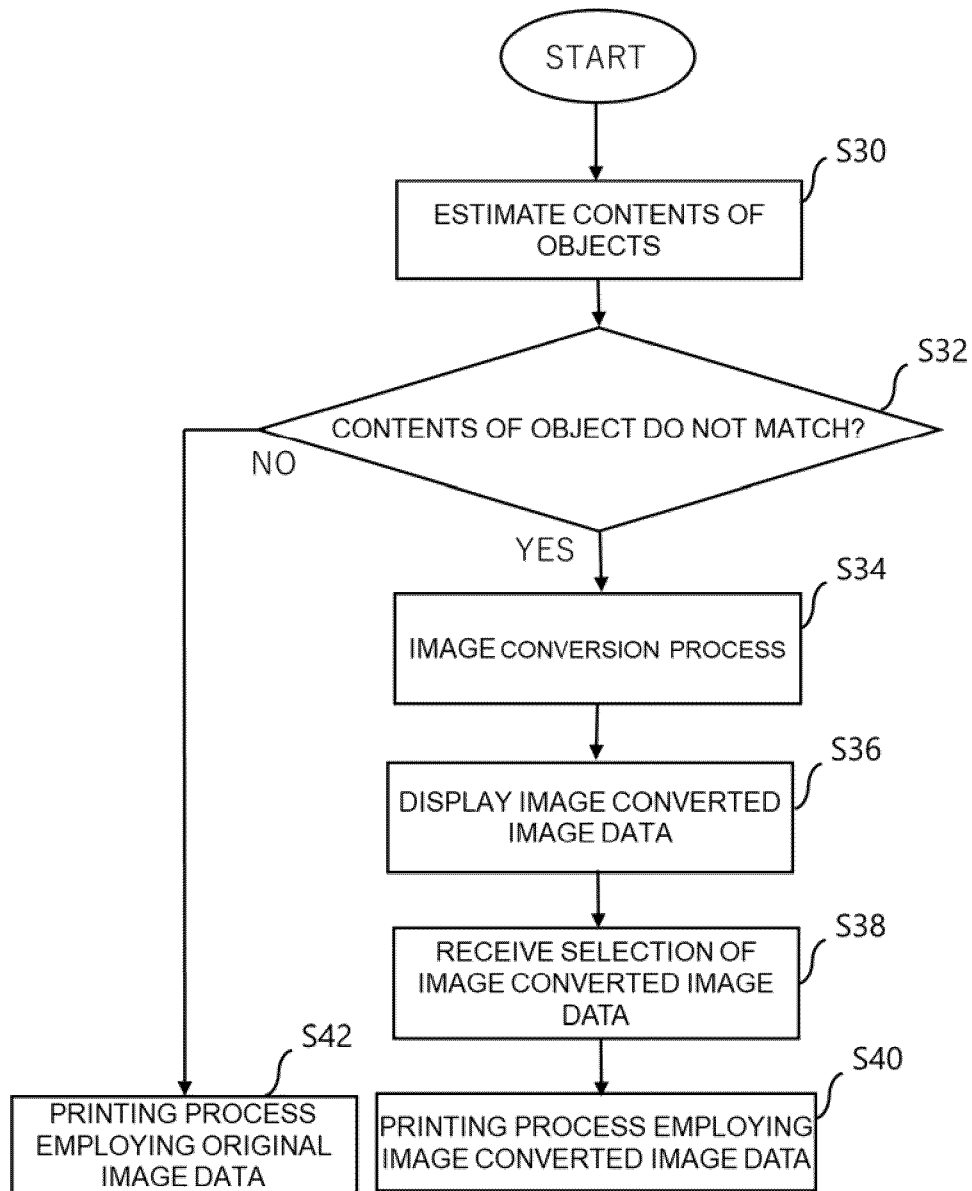 START
S30
ESTIMATE CONTENTS OF
OBJECTS
S32
CONTENTS OF OBJECT DO NOT MATCH?
NO
YES
S34
IMAGE CONVERSION PROCESS
S36
DISPLAY IMAGE CONVERTED
IMAGE DATA
S38
RECEIVE SELECTION OF
IMAGE CONVERTED IMAGE
DATA
S42
PRINTING PROCESS
EMPLOYING ORIGINAL
IMAGE DATA
S40
PRINTING PROCESS EMPLOYING
IMAGE CONVERTED IMAGE DATA